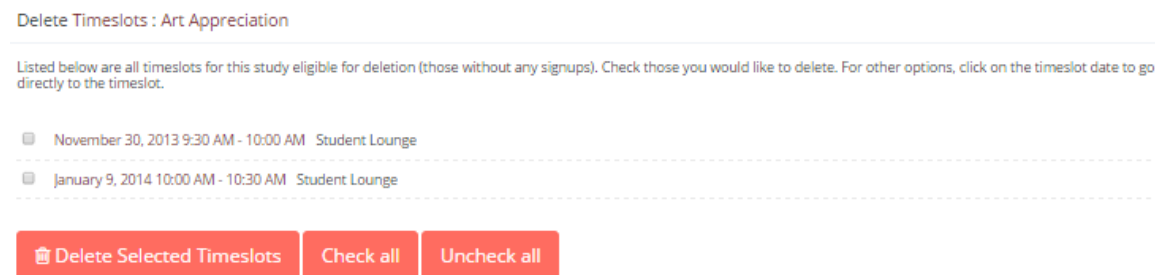 Delete Timeslots : Art Appreciation
Listed below are all timeslots for this study eligible for deletion (those without any signups). Check those you would like to delete. For other options, click on the timeslot date to go
directly to the timeslot.
November 30, 2013 9:30 AM - 10:00 AM Student Lounge
January 9, 2014 10:00 AM - 10:30 AM Student Lounge
Delete Selected Timeslots Check all Uncheck all